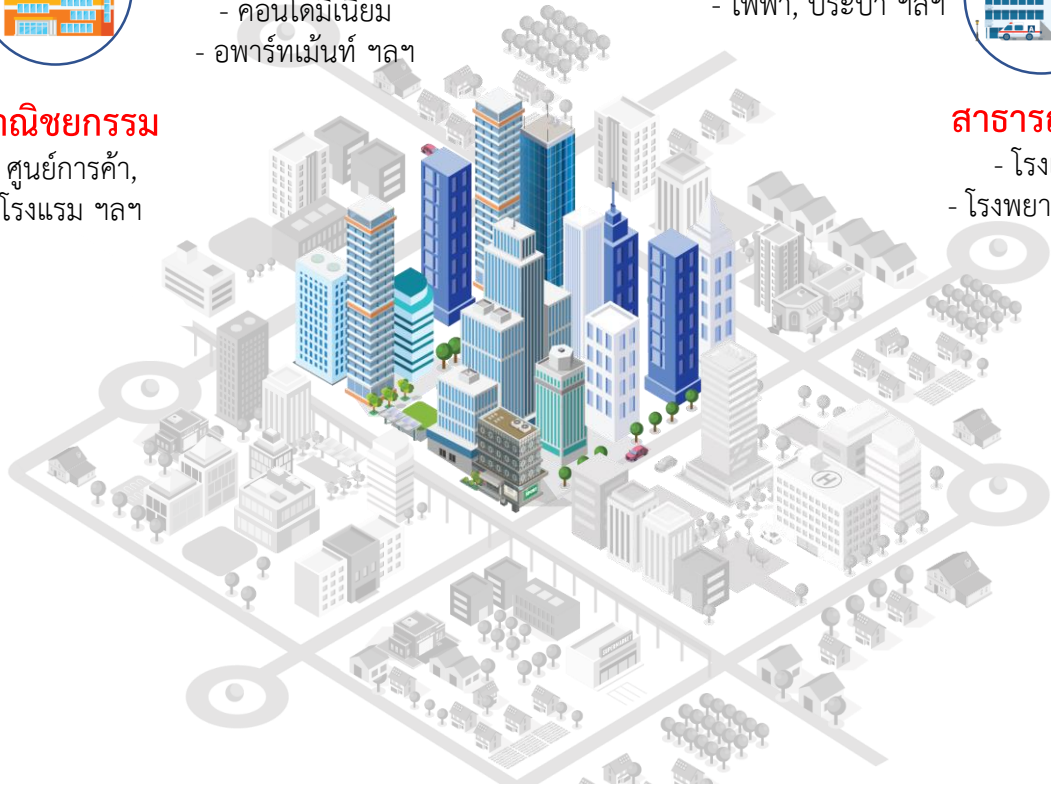 - คอนโดมิเนียม
- อพาร์ทเม้นท์ ฯลฯ
- ไฟฟ้า, ประปา ฯลฯ
าณิชยกรรม
ศูนย์การค้า,
โรงแรม ฯลฯ
สาธารณ
- โรง
- โรงพยา
H
SUPERMARKET